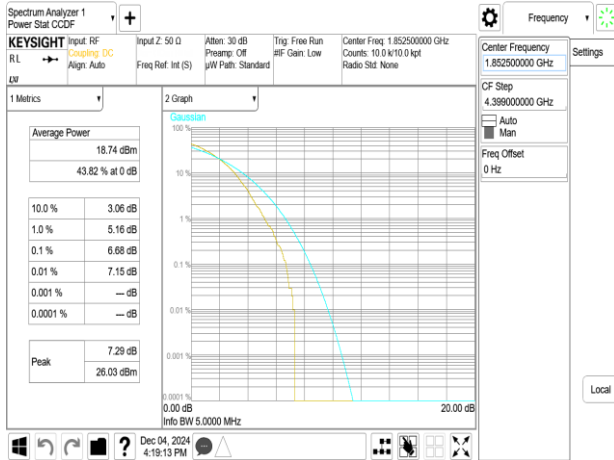 Spectrum Analyzer 1
Power Stat CCDF
+
Frequency
KEYSIGHT
RL
Input: RF
Coupling: DC
Align: Auto
Input Z: 50 Ω
Freq Ref: Int (S)
Atten: 30 dB
Preamp: Off
µW Path: Standard
Trig: Free Run
#IF Gain: Low
Center Freq: 1.852500000 GHz
Counts: 10.0 k/10.0 kpt
Radio Std: None
Center Frequency
1.852500000 GHz
Settings
CF Step
4.399000000 GHz
Auto
Man
Freq Offset
0 Hz
Local
1 Metrics
Average Power
18.74 dBm
43.82 % at 0 dB
10.0 % 3.06 dB
1.0 % 5.16 dB
0.1 % 6.68 dB
0.01 % 7.15 dB
0.001 % --- dB
0.0001 % --- dB
Peak
7.29 dB
26.03 dBm
2 Graph
Gaussian
100 %
10 %
1 %
0.1 %
0.01 %
0.001 %
0.0001 %
0.00 dB
20.00 dB
Info BW 5.0000 MHz
?
Dec 04, 2024
4:19:13 PM